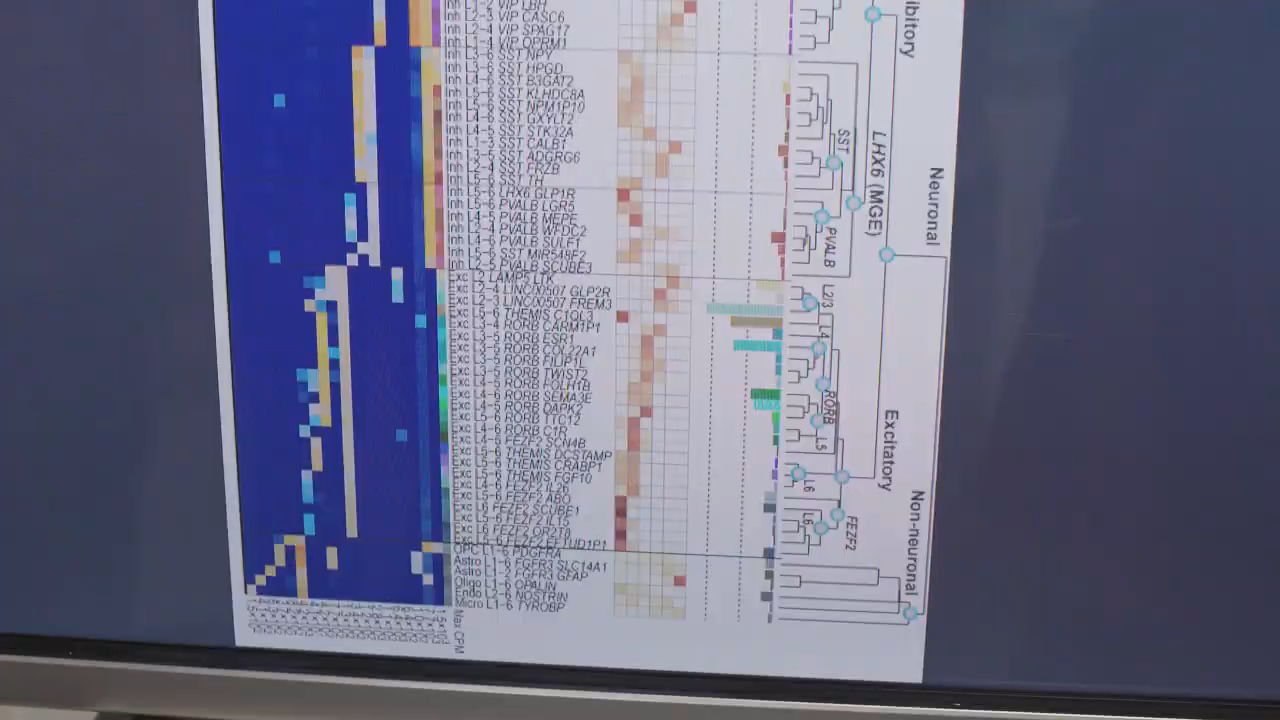 Neuronal
Excitatory
Non-neuronal
LHX6 (MGE)
SST
PVALB
L2/3
L4
RORB
L5
L6
L6
FEZF2
Inh L2-3 VIP CASC6
Inh L2-4 VIP SPAG17
Inh L1-4 VIP OPRM1
Inh L3-6 SST NPY
Inh L3-6 SST HPGD
Inh L4-6 SST B3GAT2
Inh L5-6 SST KLHDC8A
Inh L5-6 SST NPM1P10
Inh L4-6 SST GXYLT2
Inh L4-5 SST STK32A
Inh L1-3 SST CALB1
Inh L3-5 SST ADGRG6
Inh L2-4 SST FRZB
Inh L5-6 SST TH
Inh L5-6 LHX6 GLP1R
Inh L5-6 PVALB LGR5
Inh L4-5 PVALB MEPE
Inh L2-4 PVALB WFDC2
Inh L4-6 PVALB SULF1
Inh L5-6 SST MIR548F2
Inh L2-5 PVALB SCUBE3
Exc L2 LAMP5 LTK
Exc L2-4 LINC00507 GLP2R
Exc L2-3 LINC00507 FREM3
Exc L5-6 THEMIS C1QL3
Exc L3-4 RORB CARM1P1
Exc L3-5 RORB ESR1
Exc L3-5 RORB COL22A1
Exc L3-5 RORB FILIP1L
Exc L3-5 RORB TWIST2
Exc L4-5 RORB FOLH1B
Exc L4-6 RORB SEMA3E
Exc L4-5 RORB DAPK2
Exc L5-6 RORB TTC12
Exc L4-6 RORB C1R
Exc L4-5 FEZF2 SCN4B
Exc L5-6 THEMIS DCSTAMP
Exc L5-6 THEMIS CRABP1
Exc L5-6 THEMIS FGF10
Exc L4-6 FEZF2 IL26
Exc L5-6 FEZF2 ABO
Exc L6 FEZF2 SCUBE1
Exc L5-6 FEZF2 IL15
Exc L6 FEZF2 OR2T8
Exc L5-6 FEZF2 EFTUD1P1
OPC L1-6 PDGFRA
Astro L1-6 FGFR3 SLC14A1
Astro L1-2 FGFR3 GFAP
Oligo L1-6 OPALIN
Endo L2-6 NOSTRIN
Micro L1-6 TYROBP
Max CPM